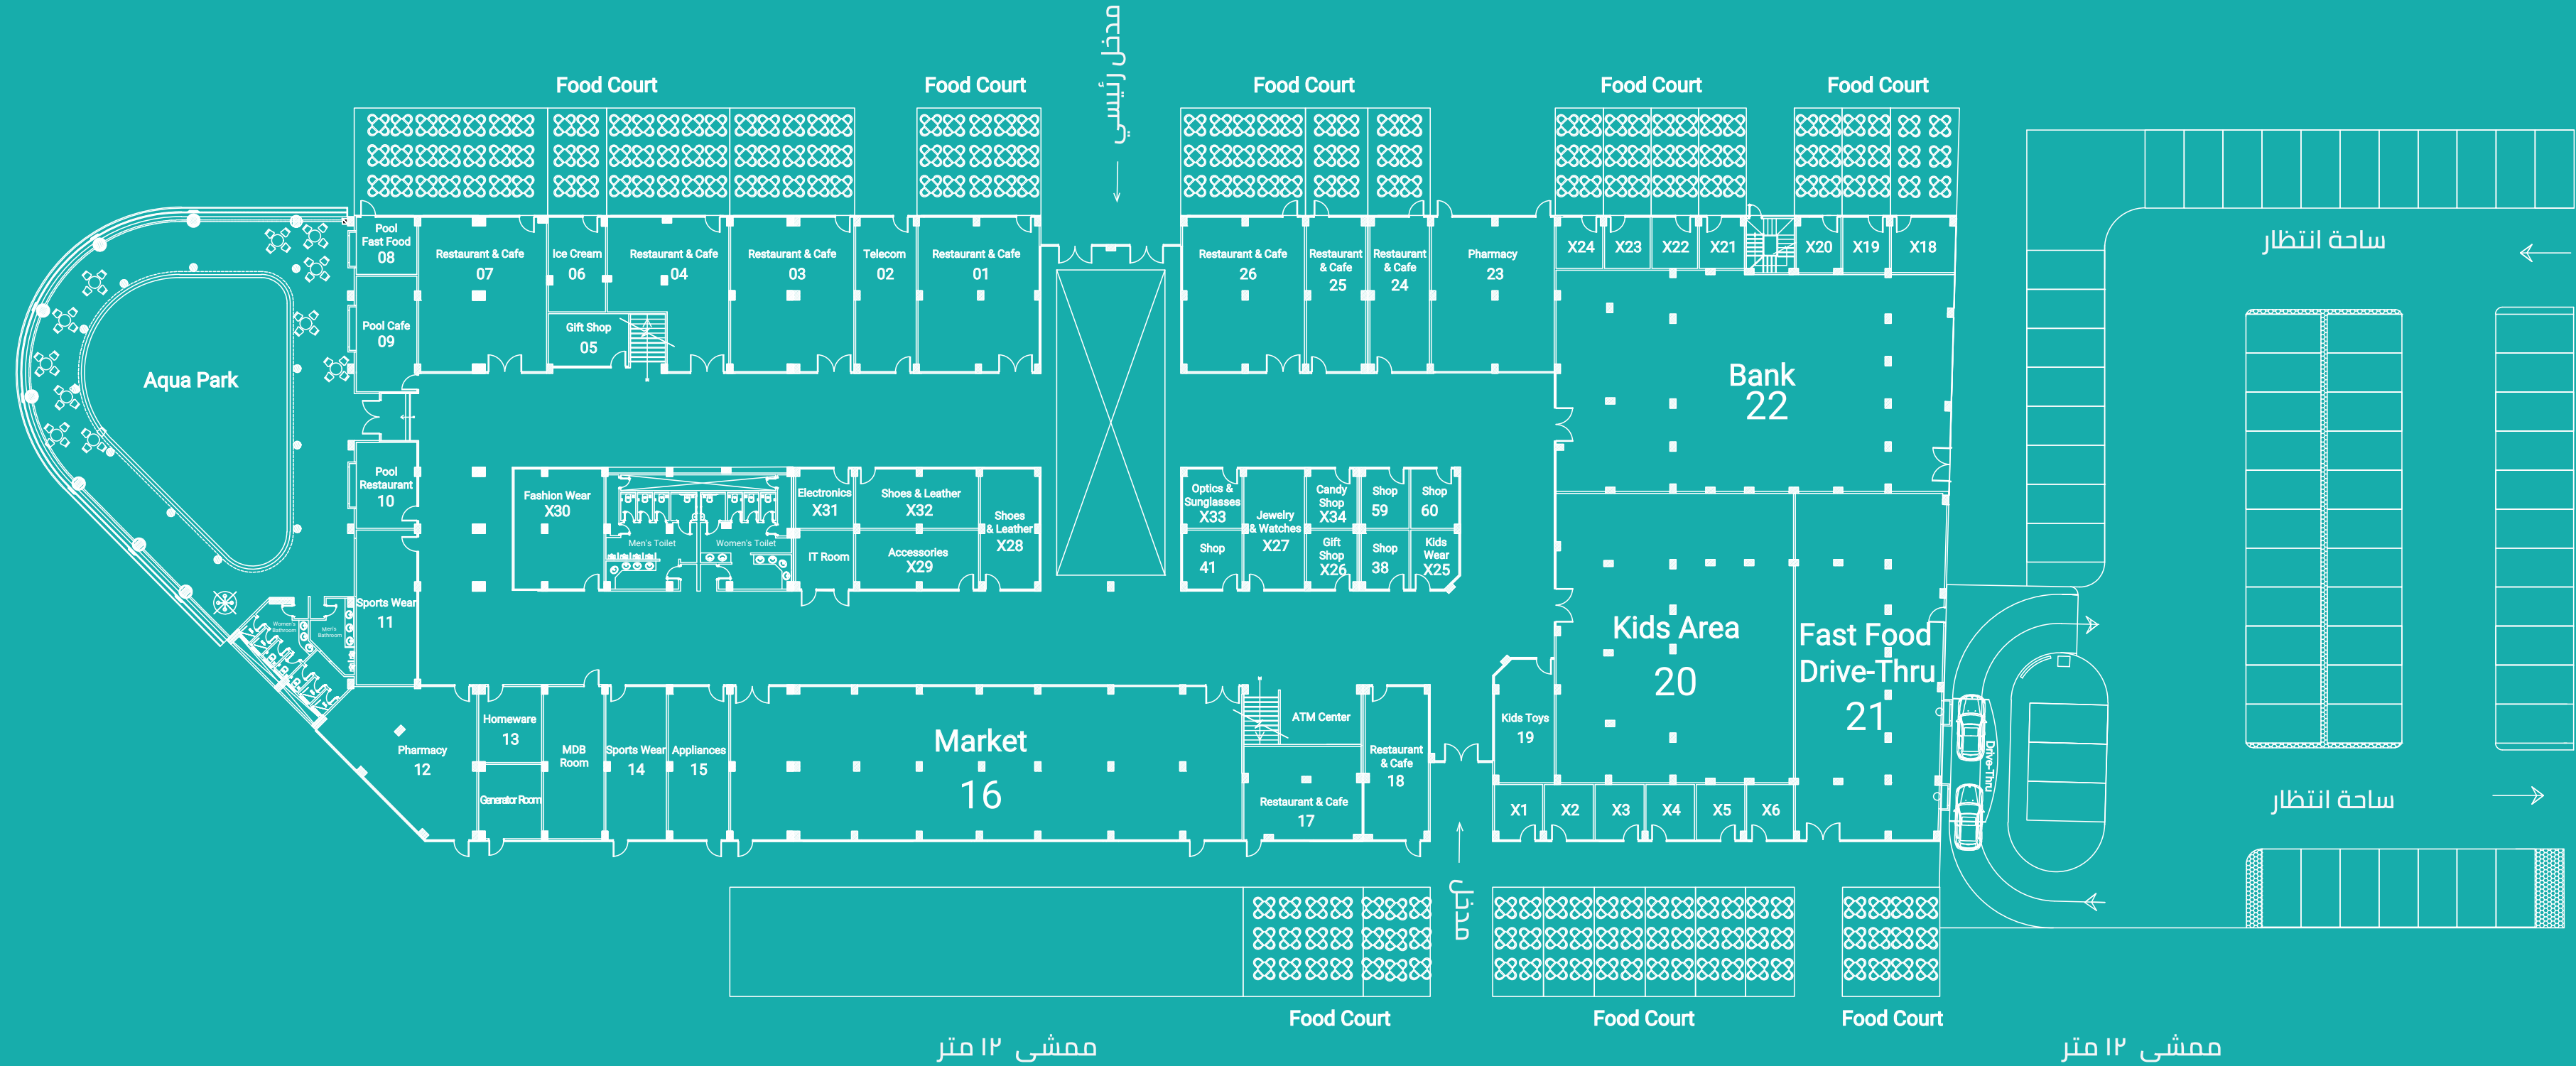 مدخل رئيسي
Food Court
Food Court
Food Court
Food Court
Food Court
Pool
Fast Food
08
Restaurant & Cafe
07
Ice Cream
06
Restaurant & Cafe
04
Restaurant & Cafe
03
Telecom
02
Restaurant & Cafe
01
Restaurant & Cafe
26
Restaurant
& Cafe
25
Restaurant
& Cafe
24
Pharmacy
23
X24
X23
X22
X21
X20
X19
X18
ساحة انتظار
Gift Shop
05
Pool Cafe
09
Aqua Park
Bank
22
Pool
Restaurant
10
Fashion Wear
X30
Men's Toilet
Women's Toilet
Electronics
X31
Shoes & Leather
X32
Shoes
& Leather
X28
IT Room
Accessories
X29
Optics &
Sunglasses
X33
Jewelry
& Watches
X27
Candy
Shop
X34
Shop
59
Shop
60
Shop
41
Gift
Shop
X26
Shop
38
Kids
Wear
X25
Sports Wear
11
Women's
Bathroom
Men's
Bathroom
Kids Area
20
Fast Food
Drive-Thru
21
Drive-Thru
Pharmacy
12
Homeware
13
Generator Room
MDB
Room
Sports Wear
14
Appliances
15
Market
16
ATM Center
Restaurant & Cafe
17
Restaurant
& Cafe
18
Kids Toys
19
X1
X2
X3
X4
X5
X6
ساحة انتظار
مدخل
Food Court
Food Court
Food Court
ممشى ١٢ متر
ممشى ١٢ متر